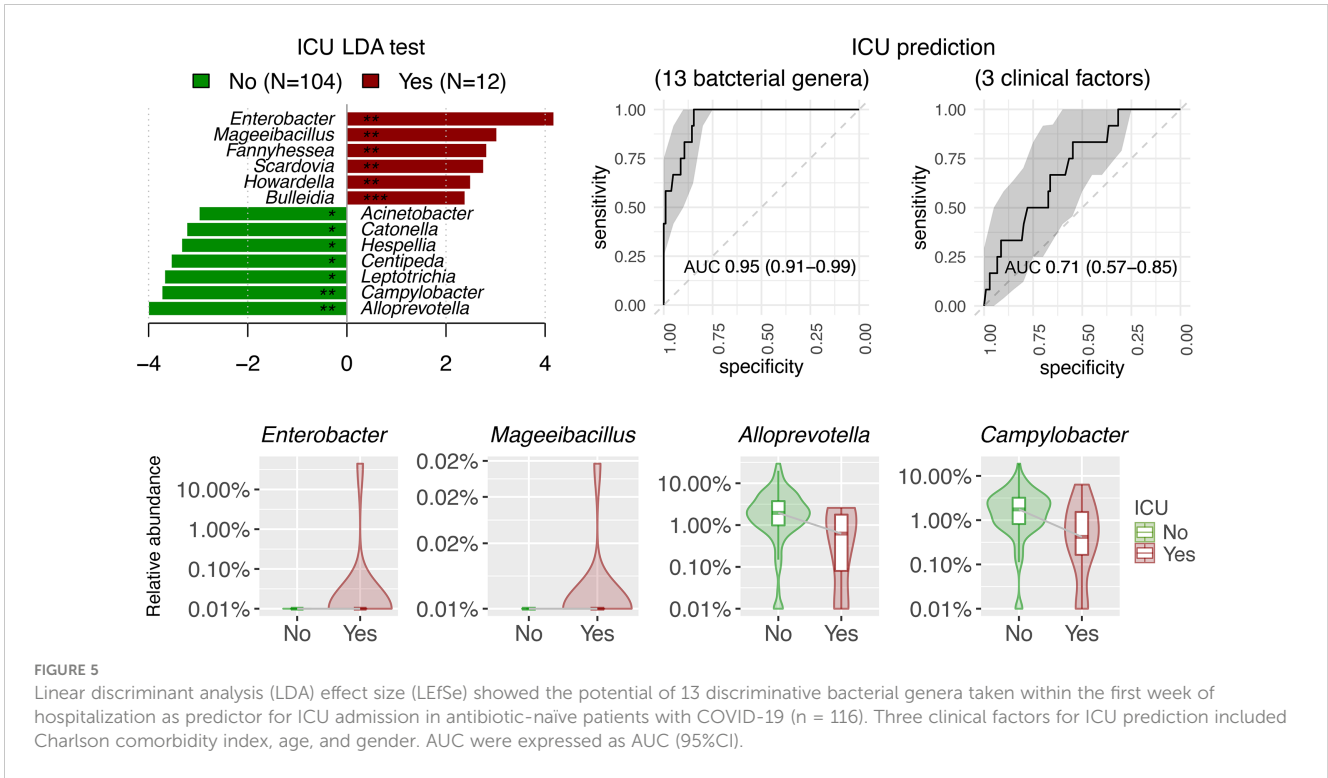 ICU LDA test
No (N=104) Yes (N=12)
Enterobacter **
Mageeibacillus **
Fannyhessea **
Scardovia **
Howardella **
Bulleidia ***
* Acinetobacter
* Catonella
* Hespellia
* Centipeda
* Leptotrichia
** Campylobacter
** Alloprevotella
−4 −2 0 2 4
ICU prediction
(13 batcterial genera)
sensitivity
1.00
0.75
0.50
0.25
0.00
AUC 0.95 (0.91−0.99)
1.00 0.75 0.50 0.25 0.00
specificity
(3 clinical factors)
sensitivity
1.00
0.75
0.50
0.25
0.00
AUC 0.71 (0.57−0.85)
1.00 0.75 0.50 0.25 0.00
specificity
Relative abundance
Enterobacter
10.00%
1.00%
0.10%
0.01%
No Yes
Mageeibacillus
0.02%
0.02%
0.02%
0.01%
No Yes
Alloprevotella
10.00%
1.00%
0.10%
0.01%
No Yes
Campylobacter
10.00%
1.00%
0.10%
0.01%
No Yes
ICU
No
Yes
FIGURE 5
Linear discriminant analysis (LDA) effect size (LEfSe) showed the potential of 13 discriminative bacterial genera taken within the first week of
hospitalization as predictor for ICU admission in antibiotic-naïve patients with COVID-19 (n = 116). Three clinical factors for ICU prediction included
Charlson comorbidity index, age, and gender. AUC were expressed as AUC (95%CI).